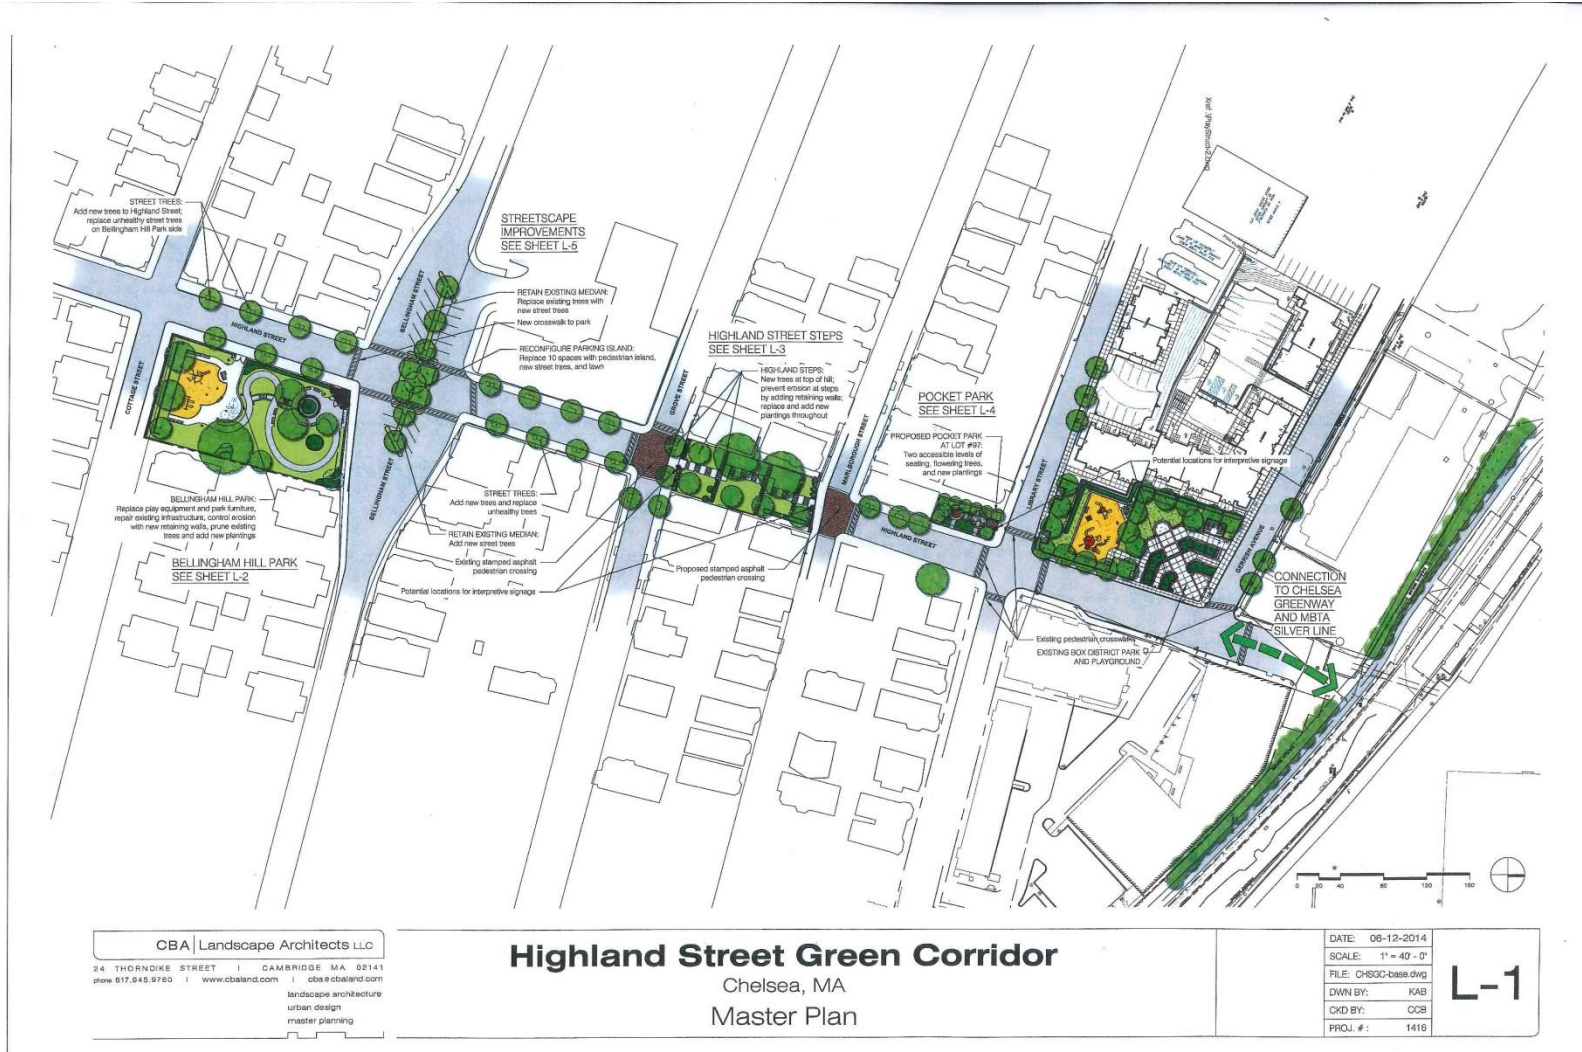 STREET TREES:
Add new trees to Highland Street;
replace unhealthy street trees
on Bellingham Hill Park side
STREETSCAPE
IMPROVEMENTS
SEE SHEET L-5
RETAIN EXISTING MEDIAN:
Replace existing trees with
new street trees
New crosswalk to park
RECONFIGURE PARKING ISLAND:
Replace 10 spaces with pedestrian island,
new street trees, and lawn
HIGHLAND STREET STEPS
SEE SHEET L-3
HIGHLAND STEPS:
New trees at top of hill;
prevent erosion at steps
by adding retaining walls;
replace and add new
plantings throughout
POCKET PARK
SEE SHEET L-4
PROPOSED POCKET PARK
AT LOT #97:
Two accessible levels of
seating, flowering trees,
and new plantings
Potential locations for interpretive signage
HIGHLAND STREET
COTTAGE STREET
BELLINGHAM STREET
BELLINGHAM STREET
GROVE STREET
MARLBOROUGH STREET
LIBRARY STREET
HIGHLAND STREET
GERRISH AVENUE
BELLINGHAM HILL PARK:
Replace play equipment and park furniture,
repair existing infrastructure, control erosion
with new retaining walls, prune existing
trees and add new plantings
BELLINGHAM HILL PARK
SEE SHEET L-2
STREET TREES:
Add new trees and replace
unhealthy trees
RETAIN EXISTING MEDIAN:
Add new street trees
Existing stamped asphalt
pedestrian crossing
Potential locations for interpretive signage
Proposed stamped asphalt
pedestrian crossing
Existing pedestrian crosswalks
EXISTING BOX DISTRICT PARK
AND PLAYGROUND
CONNECTION
TO CHELSEA
GREENWAY
AND MBTA
SILVER LINE
0 20 40 80 120 160
CBA | Landscape Architects LLC
24 THORNDIKE STREET | CAMBRIDGE MA 02141
phone 617.945.9760 | www.cbaland.com | cba@cbaland.com
landscape architecture
urban design
master planning
Highland Street Green Corridor
Chelsea, MA
Master Plan
DATE: 06-12-2014
SCALE: 1" = 40' - 0"
FILE: CHSGC-base.dwg
DWN BY: KAB
CKD BY: CCB
PROJ. #: 1416
L-1